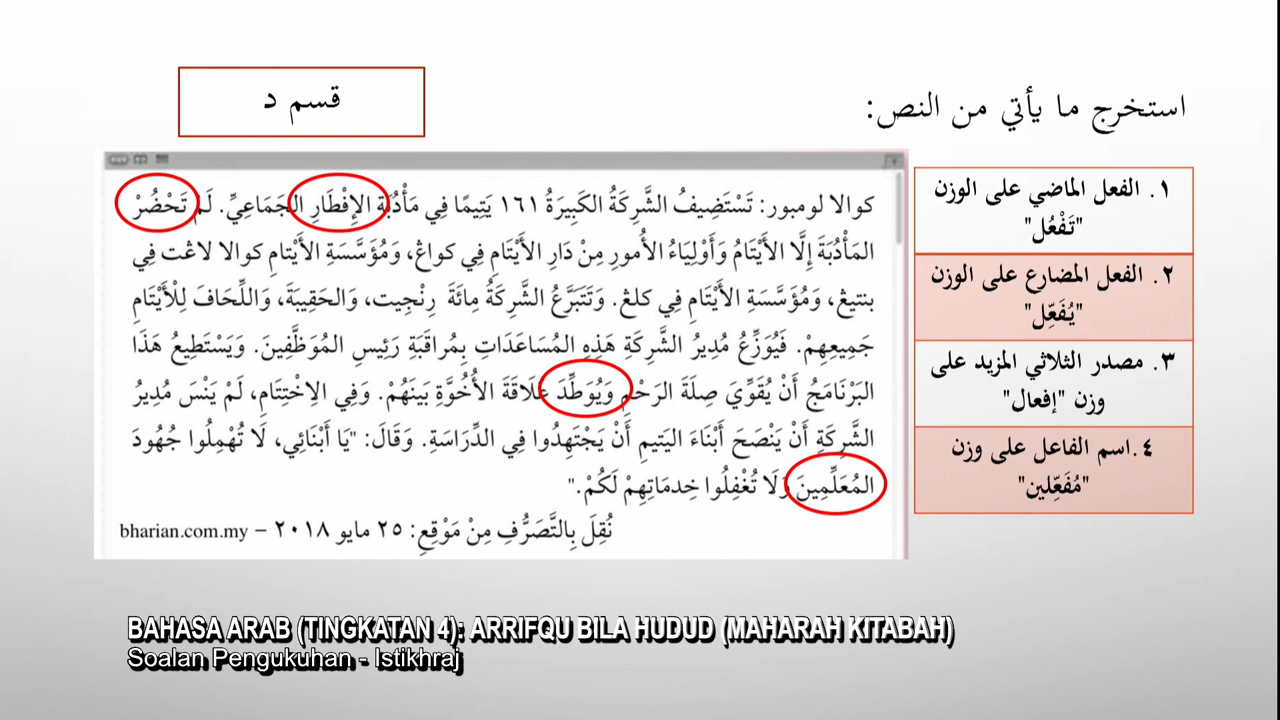 قسم د
استخرج ما يأتي من النص:
كوالا لومبور: تَسْتَضِيفُ الشَّرِكَةُ الكَبِيرَةُ ١٦١ يَتِيمًا فِي مَأْدُبَةِ الإِفْطَارِ الجَمَاعِيِّ. لَمْ تَحْضُرْ
المَأْدُبَةَ إِلَّا الأَيْتَامُ وَأَوْلِيَاءُ الأُمورِ مِنْ دَارِ الأَيْتَامِ فِي كواڠ، وَمُؤَسَّسَةِ الأَيْتَامِ كوالا لاڠت فِي
بنتيڠ، وَمُؤَسَّسَةِ الأَيْتَامِ فِي كلڠ. وَتَتَبَرَّعُ الشَّرِكَةُ مِائَةَ رِنْجِيت، وَالحَقِيبَةَ، وَاللِّحَافَ لِلْأَيْتَامِ
جَمِيعِهِمْ. فَيُوَزِّعُ مُدِيرُ الشَّرِكَةِ هَذِهِ المُسَاعَدَاتِ بِمُرَاقَبَةِ رَئِيسِ المُوَظَّفِينَ. وَيَسْتَطِيعُ هَذَا
البَرْنَامَجُ أَنْ يُقَوِّيَ صِلَةَ الرَحْمِ وَيُوَطِّدَ عَلَاقَةَ الأُخُوَّةِ بَيْنَهُمْ. وَفِي الاِخْتِتَامِ، لَمْ يَنْسَ مُدِيرُ
الشَّرِكَةِ أَنْ يَنْصَحَ أَبْنَاءَ اليَتِيمِ أَنْ يَجْتَهِدُوا فِي الدِّرَاسَةِ. وَقَالَ: "يَا أَبْنَائِي، لَا تُهْمِلُوا جُهُودَ
المُعَلِّمِينَ وَلَا تُغْفِلُوا خِدمَاتِهِمْ لَكُمْ."
نُقِلَ بِالتَّصَرُّفِ مِنْ مَوْقِعِ: ٢٥ مايو ٢٠١٨ – bharian.com.my
١. الفعل الماضي على الوزن
"تَفْعُل"
٢. الفعل المضارع على الوزن
"يُفَعِّل"
٣. مصدر الثلاثي المزيد على
وزن "إفعال"
٤.اسم الفاعل على وزن
"مُفَعِّلين"
BAHASA ARAB (TINGKATAN 4): ARRIFQU BILA HUDUD (MAHARAH KITABAH)
Soalan Pengukuhan - Istikhraj